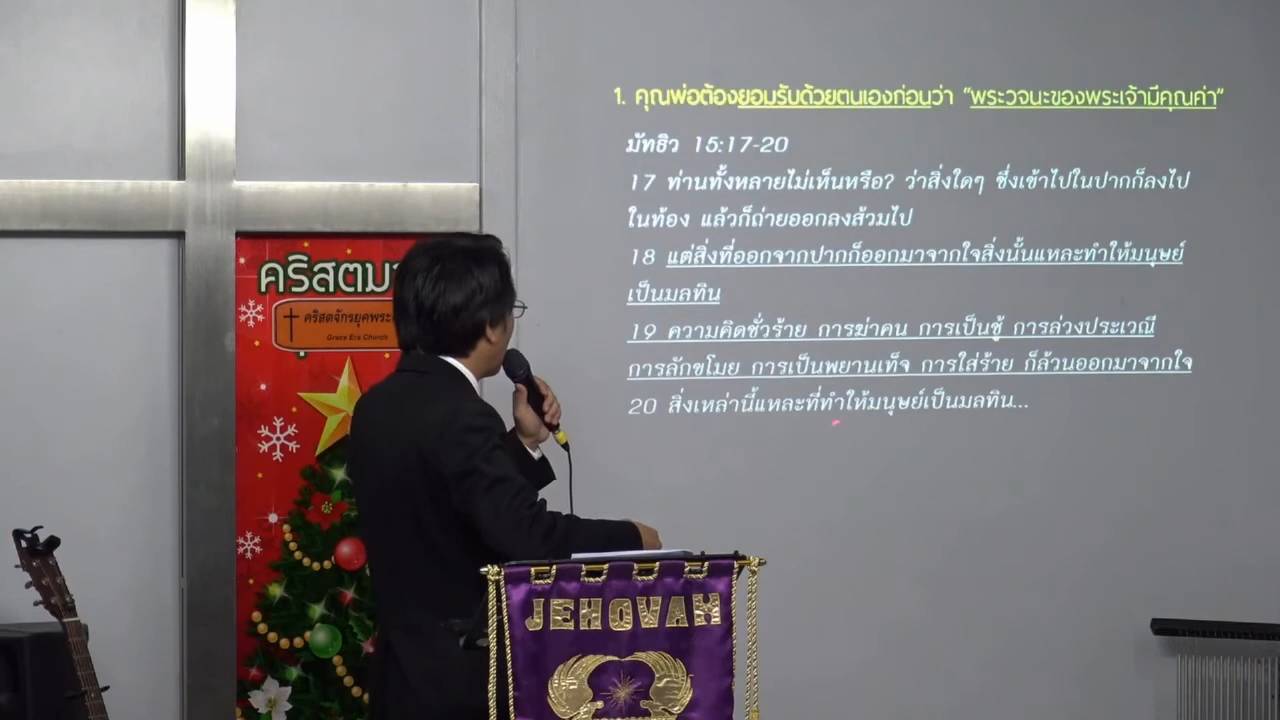 1. คุณพ่อต้องยอมรับด้วยตนเองก่อนว่า "พระวจนะของพระเจ้ามีคุณค่า"
มัทธิว 15:17-20
17 ท่านทั้งหลายไม่เห็นหรือ? ว่าสิ่งใดๆ ซึ่งเข้าไปในปากก็ลงไป
ในท้อง แล้วก็ถ่ายออกลงส้วมไป
18 แต่สิ่งที่ออกจากปากก็ออกมาจากใจสิ่งนั้นแหละทำให้มนุษย์
เป็นมลทิน
19 ความคิดชั่วร้าย การฆ่าคน การเป็นชู้ การล่วงประเวณี
การลักขโมย การเป็นพยานเท็จ การใส่ร้าย ก็ล้วนออกมาจากใจ
20 สิ่งเหล่านี้แหละที่ทำให้มนุษย์เป็นมลทิน...
คริสตม
คริสตจักรยุคพระ
Grace Era Church
JEHOVAH